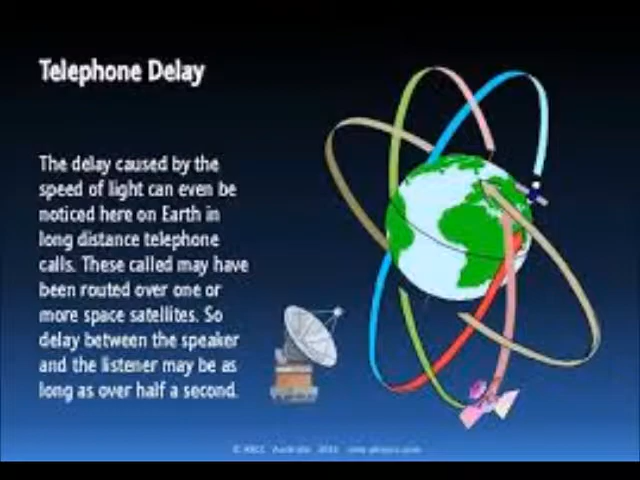 Telephone Delay
The delay caused by the
speed of light can even be
noticed here on Earth in
long distance telephone
calls. These called may have
been routed over one or
more space satellites. So
delay between the speaker
and the listener may be as
long as over half a second.
Australia